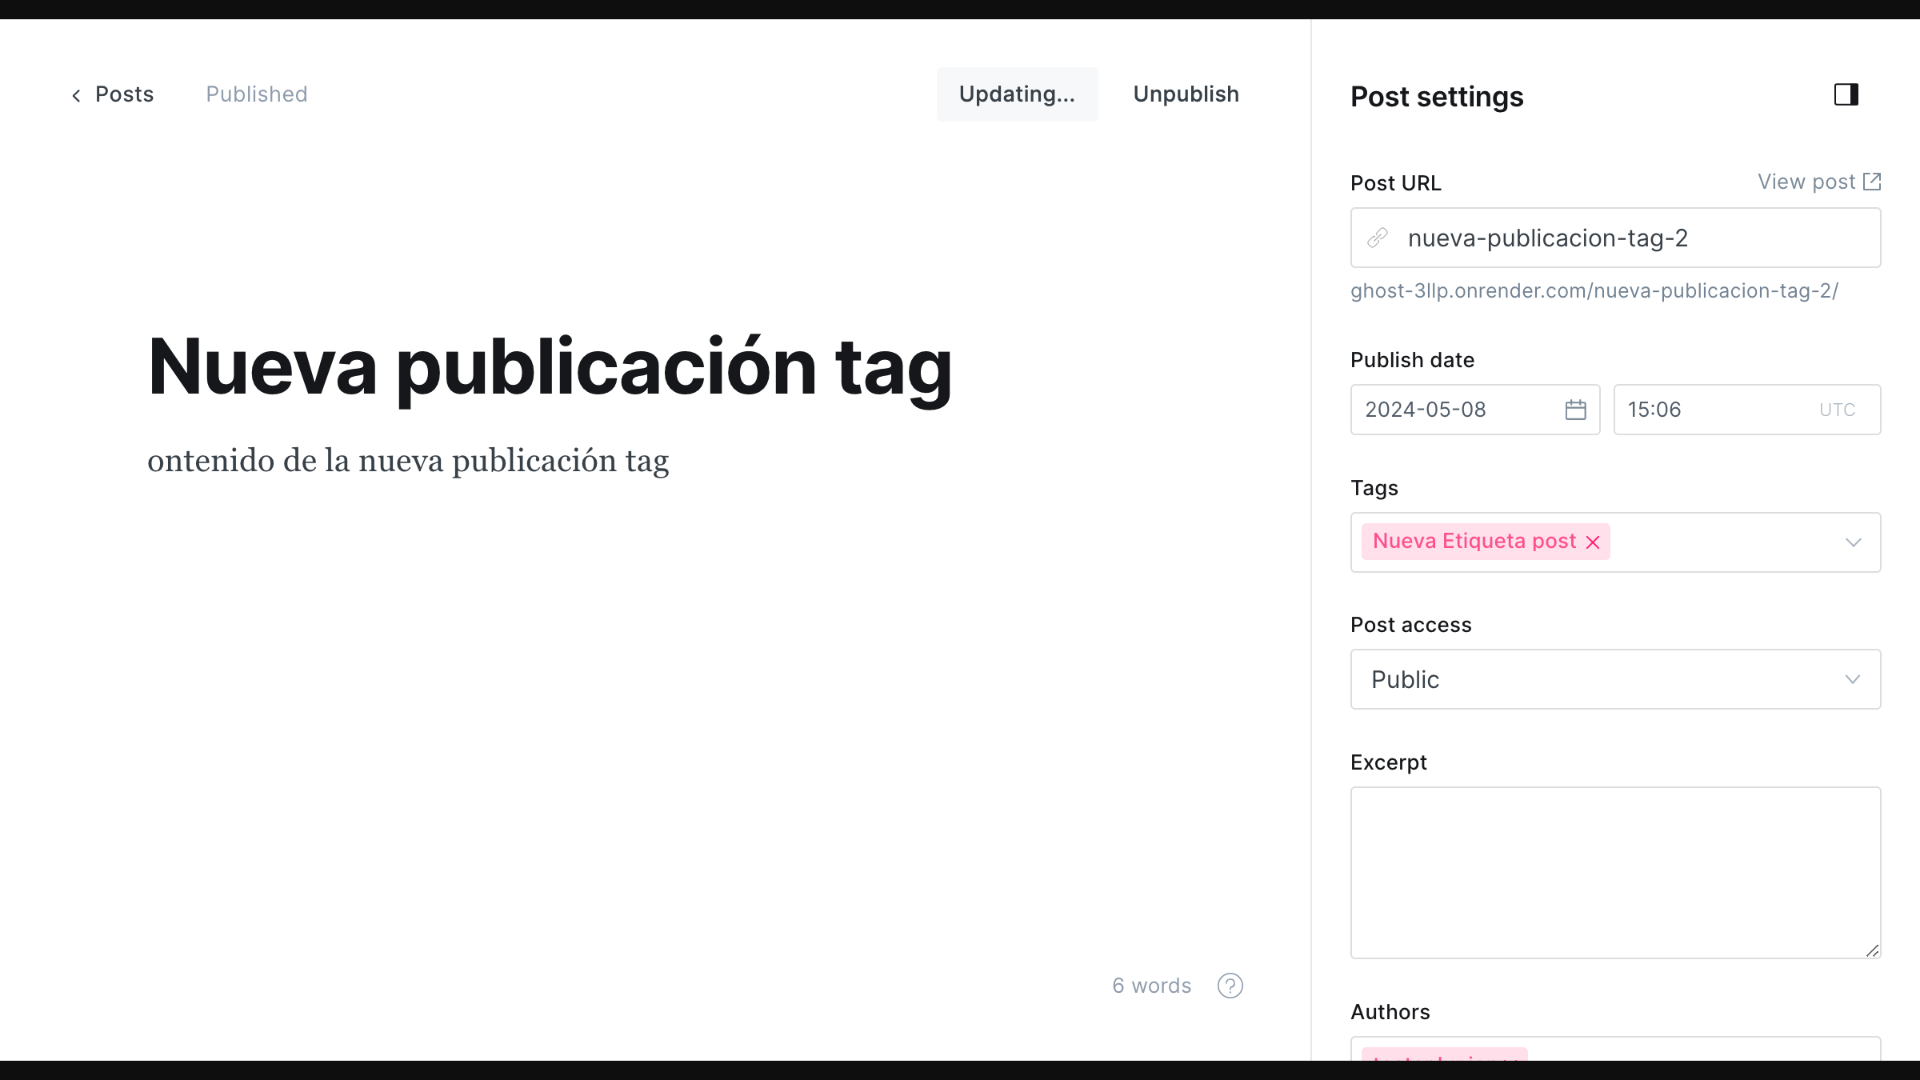 Posts
Published
Updating...
Unpublish
Nueva publicación tag
ontenido de la nueva publicación tag
6 words
?
Post settings
Post URL
View post
nueva-publicacion-tag-2
ghost-3llp.onrender.com/nueva-publicacion-tag-2/
Publish date
2024-05-08
15:06
UTC
Tags
Nueva Etiqueta post
Post access
Public
Excerpt
Authors